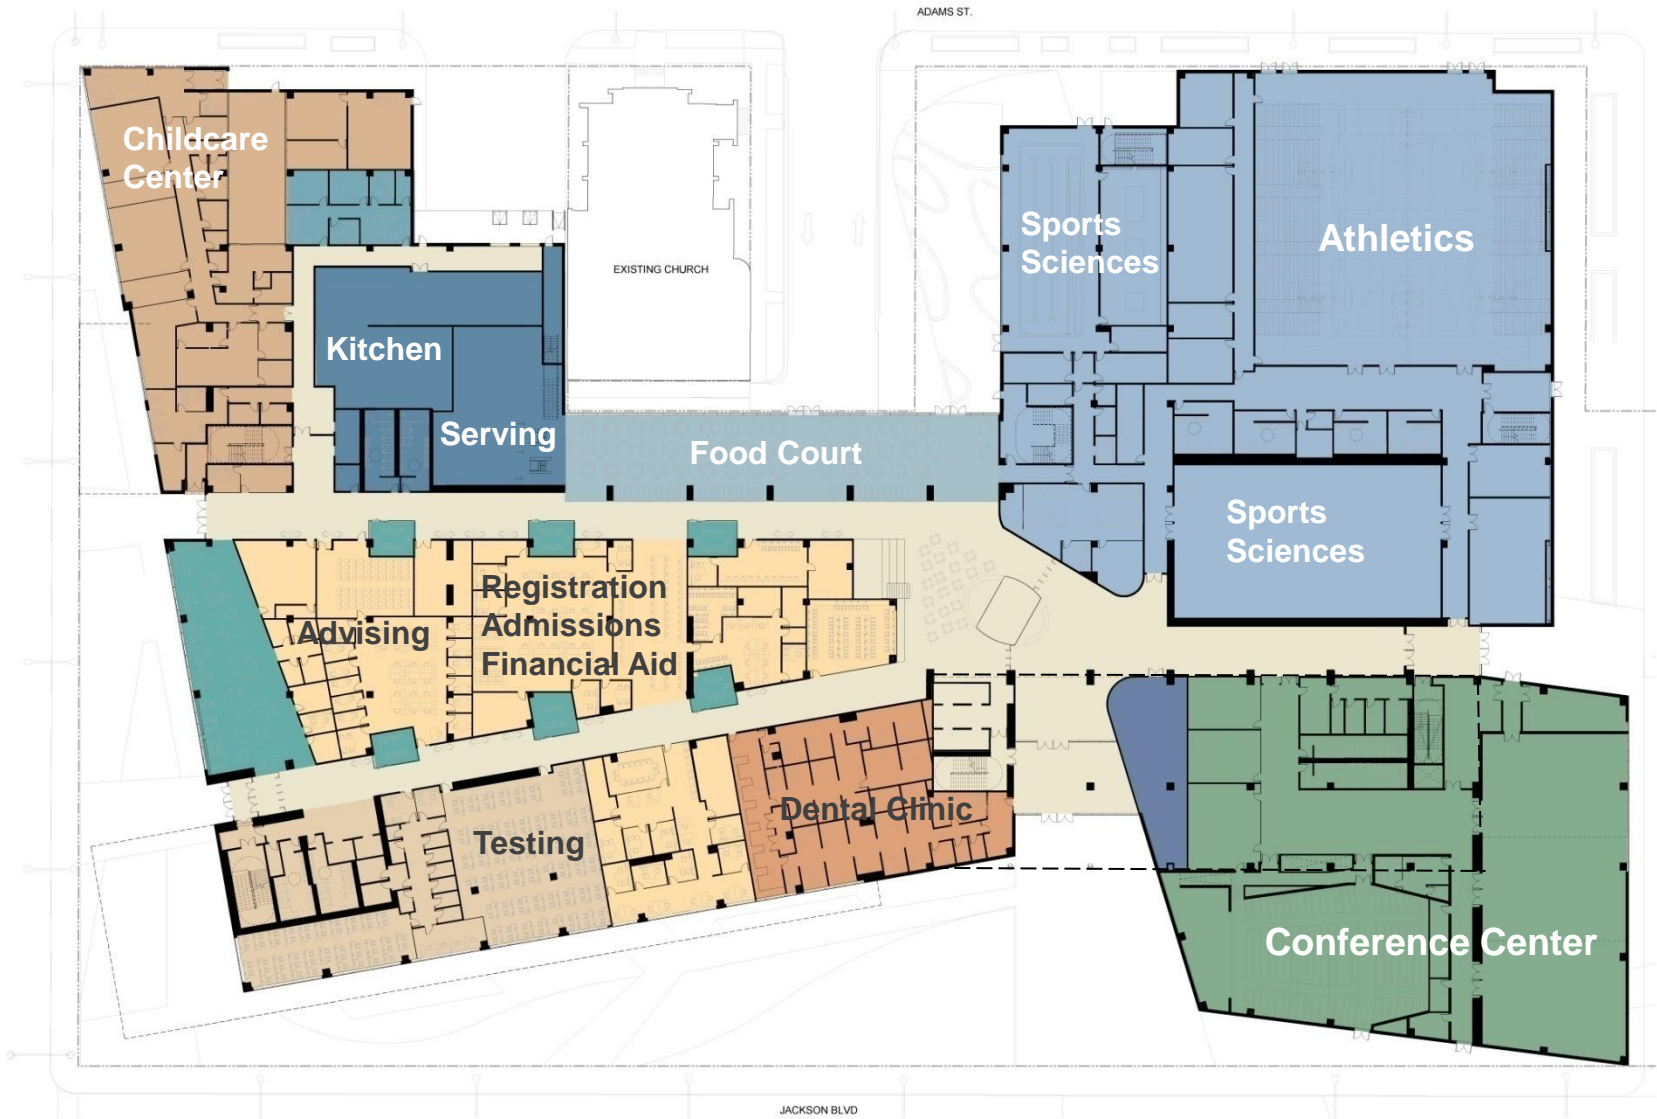 ADAMS ST.
Childcare
Center
EXISTING CHURCH
Sports
Sciences
Athletics
Kitchen
Serving
Food Court
Sports
Sciences
Registration
Admissions
Financial Aid
Advising
Testing
Dental Clinic
Conference Center
JACKSON BLVD